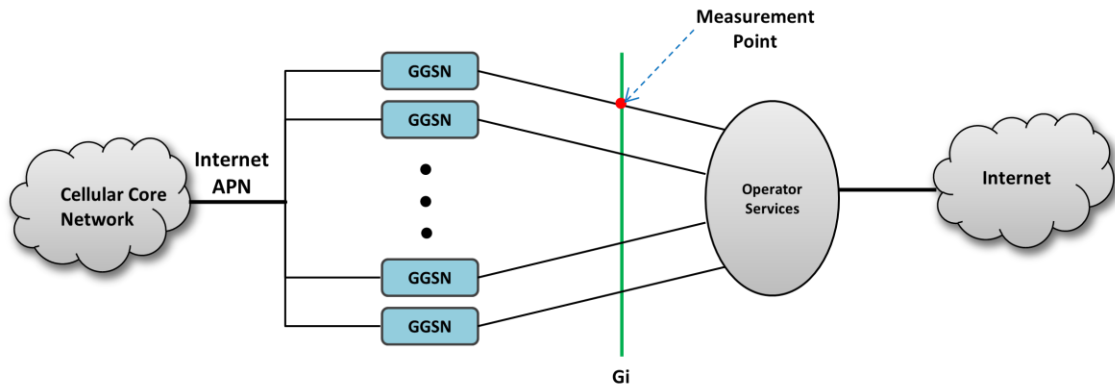 Measurement
Point
GGSN
GGSN
Internet
APN
Cellular Core
Network
Operator
Services
Internet
GGSN
GGSN
Gi